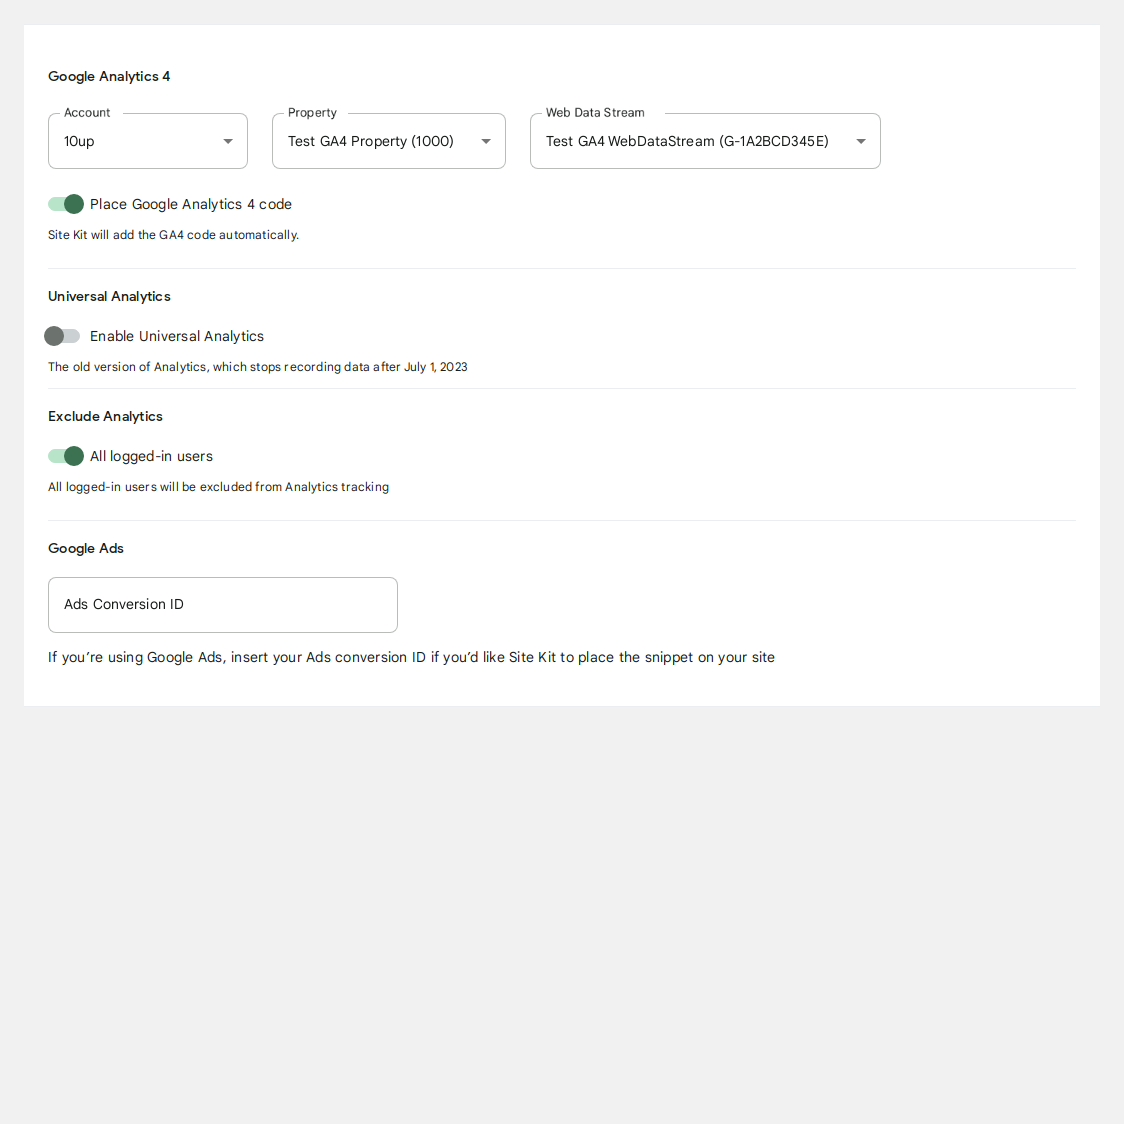 Google Analytics 4
Account
10up
Property
Test GA4 Property (1000)
Web Data Stream
Test GA4 WebDataStream (G-1A2BCD345E)
Place Google Analytics 4 code
Site Kit will add the GA4 code automatically.
Universal Analytics
Enable Universal Analytics
The old version of Analytics, which stops recording data after July 1, 2023
Exclude Analytics
All logged-in users
All logged-in users will be excluded from Analytics tracking
Google Ads
Ads Conversion ID
If you’re using Google Ads, insert your Ads conversion ID if you’d like Site Kit to place the snippet on your site